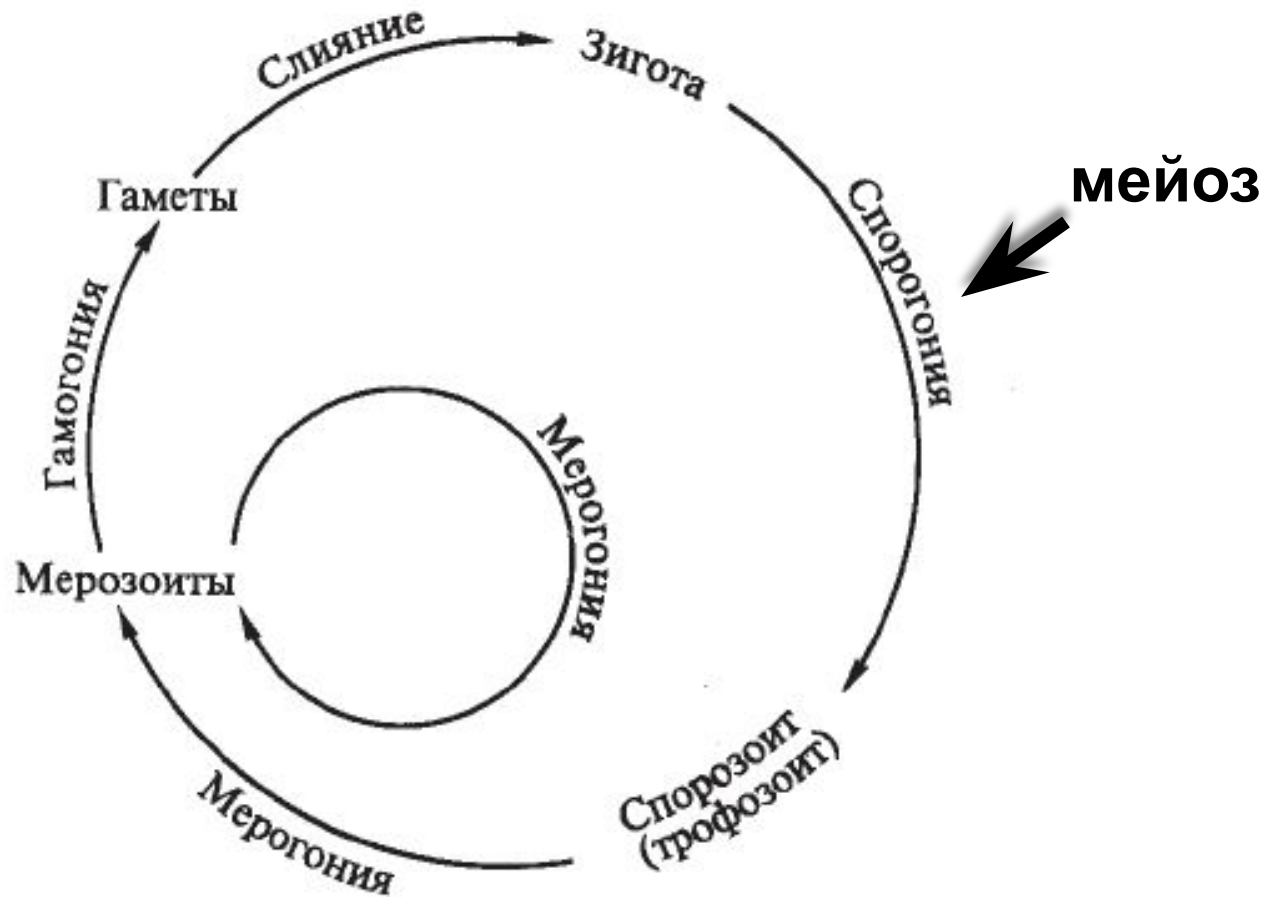 Слияние
Зигота
мейоз
Гаметы
Спорогония
Гамогония
Мерогония
Мерозоиты
Спорозоит
(трофозоит)
Мерогония